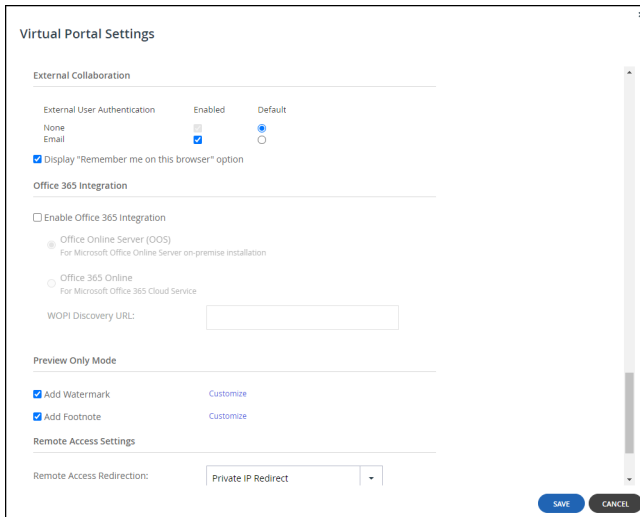 Virtual Portal Settings
External Collaboration
External User Authentication Enabled Default
None
Email
Display "Remember me on this browser" option
Office 365 Integration
Enable Office 365 Integration
Office Online Server (OOS)
For Microsoft Office Online Server on-premise installation
Office 365 Online
For Microsoft Office 365 Cloud Service
WOPI Discovery URL:
Preview Only Mode
Add Watermark Customize
Add Footnote Customize
Remote Access Settings
Remote Access Redirection: Private IP Redirect
SAVE CANCEL